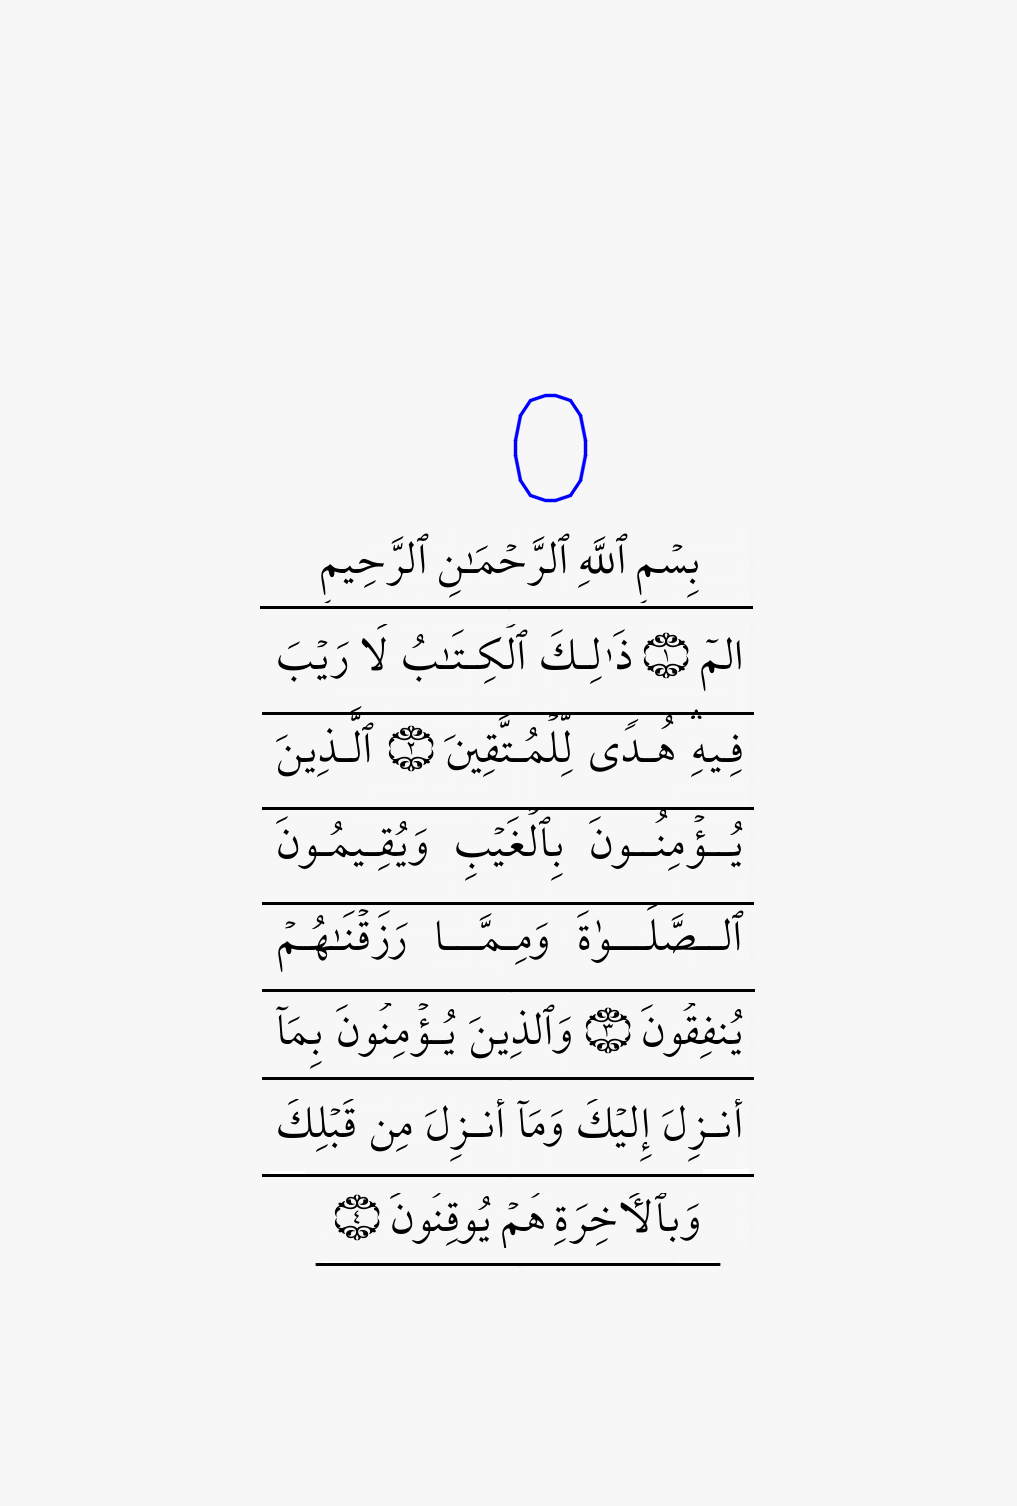 بِسْمِ ٱللَّهِ ٱلرَّحْمَـٰنِ ٱلرَّحِيمِ
الٓمٓ ۝١ ذَٰلِكَ ٱلْكِتَـٰبُ لَا رَيْبَ
فِيهِ ۛ هُدًى لِّلْمُتَّقِينَ ۝٢ ٱلَّذِينَ
يُؤْمِنُونَ بِٱلْغَيْبِ وَيُقِيمُونَ
ٱلصَّلَوٰةَ وَمِمَّا رَزَقْنَـٰهُمْ
يُنفِقُونَ ۝٣ وَٱلَّذِينَ يُؤْمِنُونَ بِمَآ
أُنزِلَ إِلَيْكَ وَمَآ أُنزِلَ مِن قَبْلِكَ
وَبِٱلْأَخِرَةِ هُمْ يُوقِنُونَ ۝٤